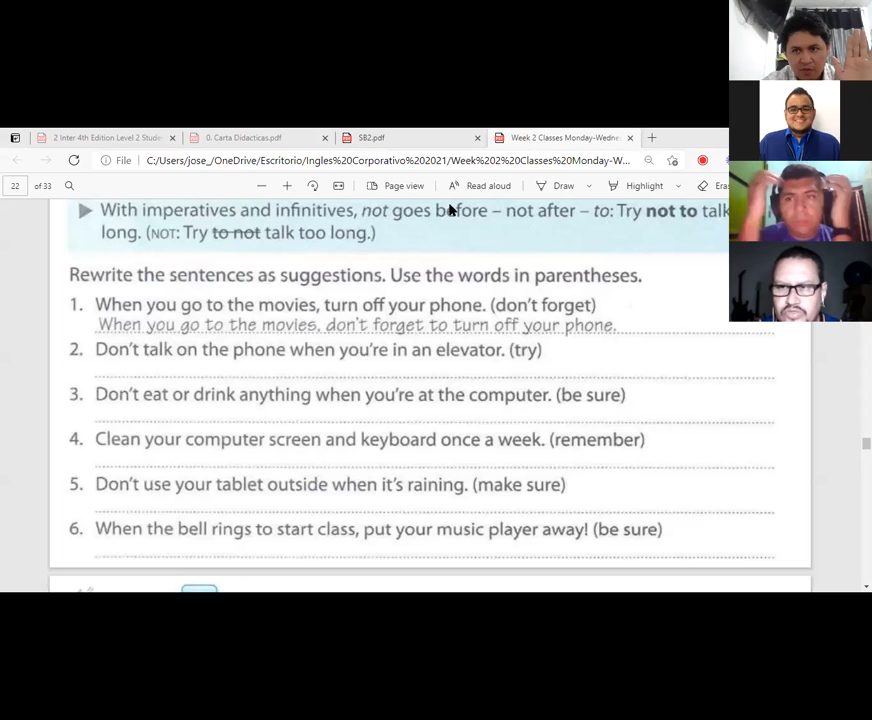 2 Inter 4th Edition Level 2 Stude
0. Carta Didacticas.pdf
SB2.pdf
Week 2 Classes Monday-Wedne
File
C:/Users/jose_/OneDrive/Escritorio/Ingles%20Corporativo%202021/Week%202%20Classes%20Monday-W...
22 of 33
Page view
Read aloud
Draw
Highlight
Eras
With imperatives and infinitives, not goes before – not after – to: Try not to talk
long. (NOT: Try to not talk too long.)
Rewrite the sentences as suggestions. Use the words in parentheses.
1. When you go to the movies, turn off your phone. (don't forget)
When you go to the movies, don't forget to turn off your phone.
2. Don't talk on the phone when you're in an elevator. (try)
3. Don't eat or drink anything when you're at the computer. (be sure)
4. Clean your computer screen and keyboard once a week. (remember)
5. Don't use your tablet outside when it's raining. (make sure)
6. When the bell rings to start class, put your music player away! (be sure)